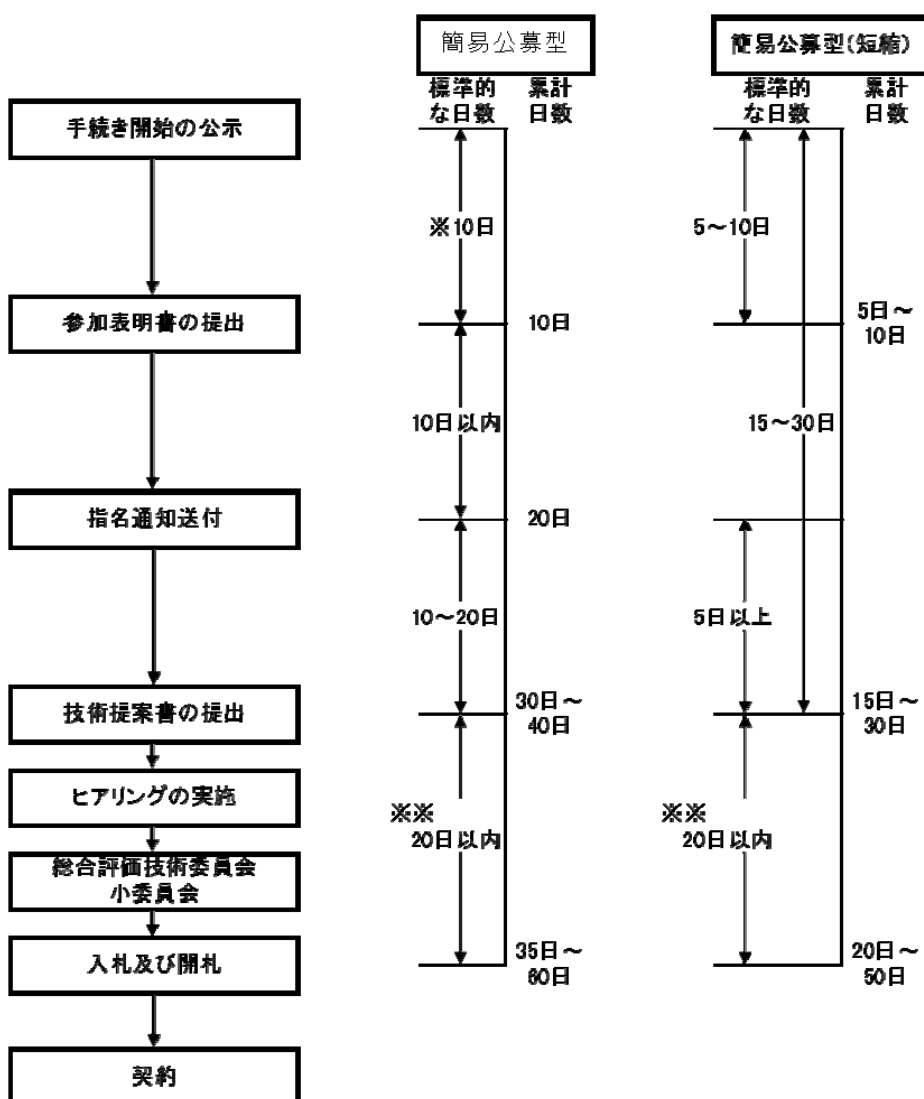 簡易公募型
簡易公募型(短縮)
標準的
な日数
累計
日数
標準的
な日数
累計
日数
手続き開始の公示
※10日
5～10日
参加表明書の提出
10日
5日～
10日
10日以内
15～30日
指名通知送付
20日
10～20日
5日以上
技術提案書の提出
30日～
40日
15日～
30日
ヒアリングの実施
※※
20日以内
※※
20日以内
総合評価技術委員会
小委員会
入札及び開札
35日～
60日
20日～
50日
契約